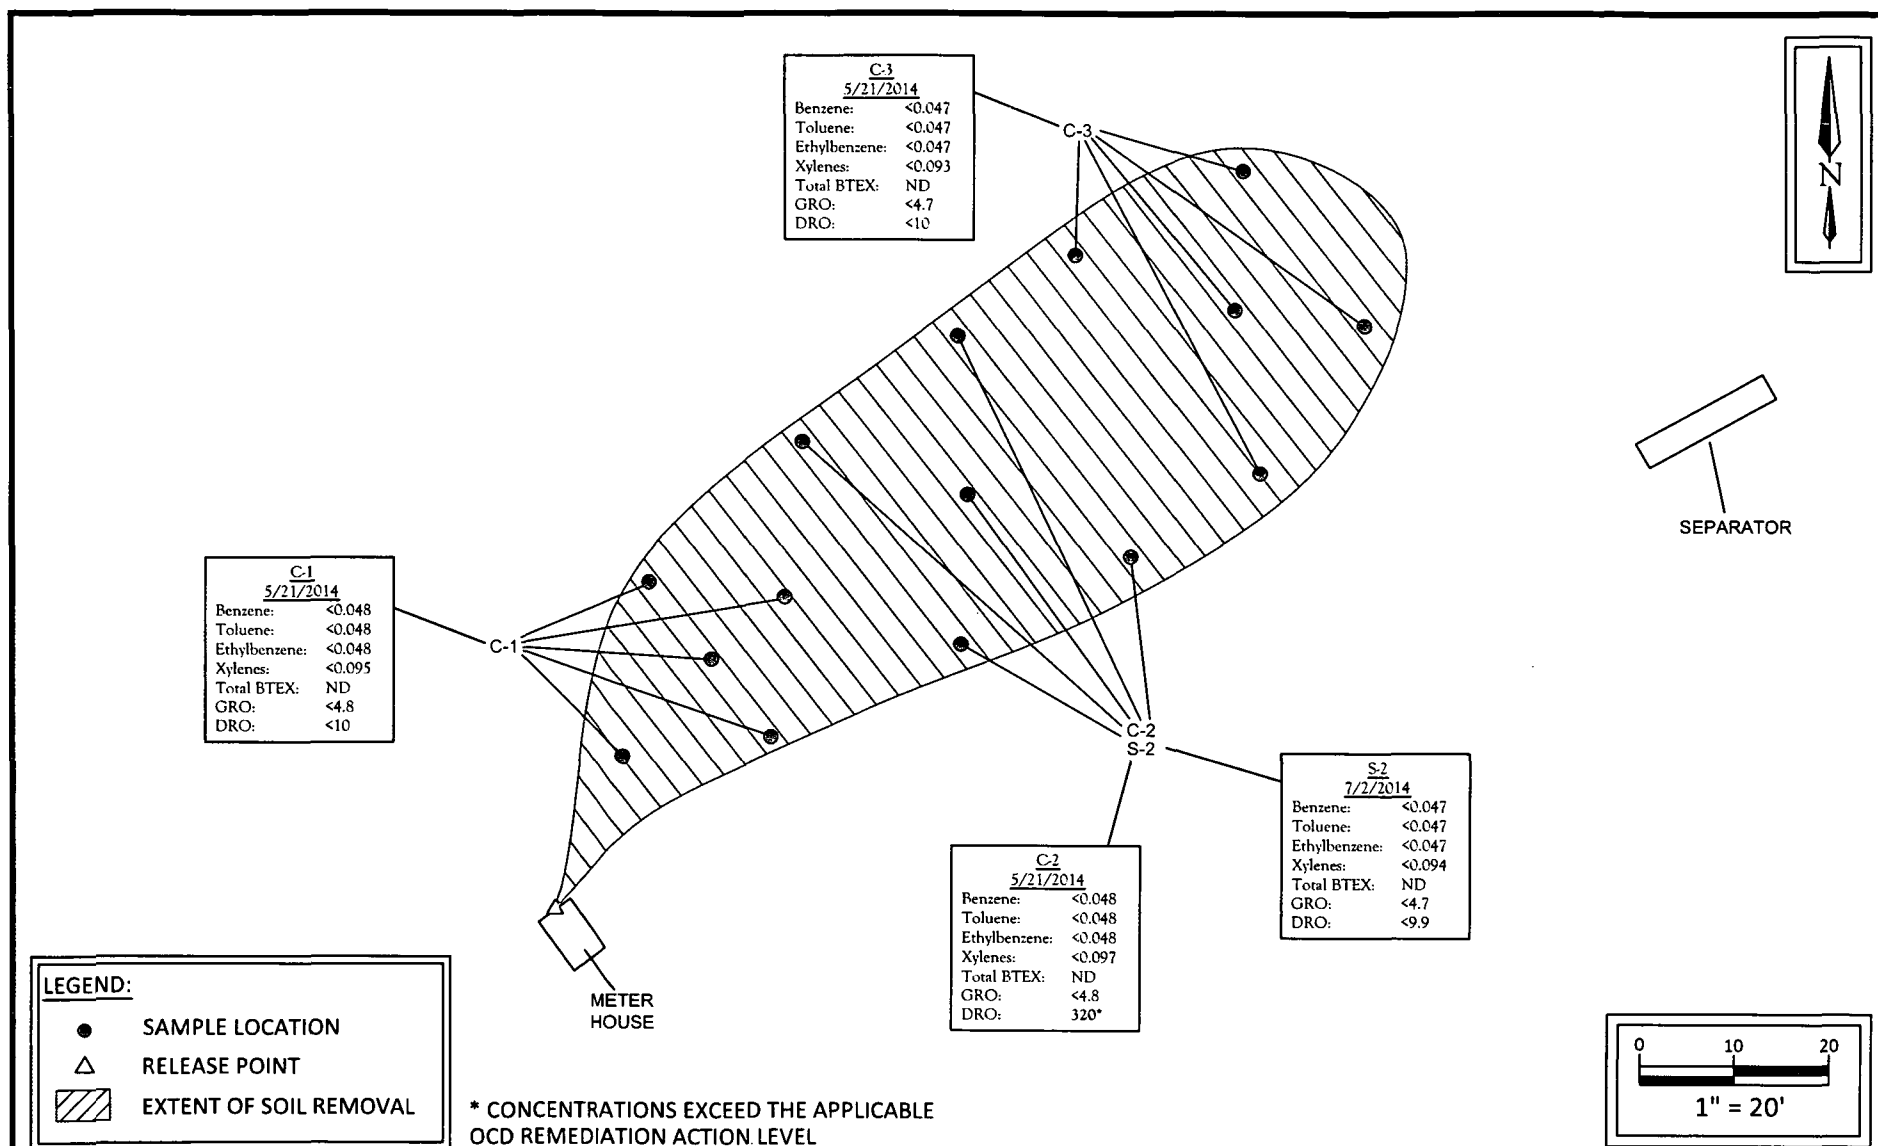 C-3
5/21/2014
Benzene: <0.047
Toluene: <0.047
Ethylbenzene: <0.047
Xylenes: <0.093
Total BTEX: ND
GRO: <4.7
DRO: <10
C-3
N
SEPARATOR
C-1
5/21/2014
Benzene: <0.048
Toluene: <0.048
Ethylbenzene: <0.048
Xylenes: <0.095
Total BTEX: ND
GRO: <4.8
DRO: <10
C-1
C-2
S-2
S-2
7/2/2014
Benzene: <0.047
Toluene: <0.047
Ethylbenzene: <0.047
Xylenes: <0.094
Total BTEX: ND
GRO: <4.7
DRO: <9.9
C-2
5/21/2014
Benzene: <0.048
Toluene: <0.048
Ethylbenzene: <0.048
Xylenes: <0.097
Total BTEX: ND
GRO: <4.8
DRO: 320*
METER
HOUSE
LEGEND:
SAMPLE LOCATION
RELEASE POINT
EXTENT OF SOIL REMOVAL
* CONCENTRATIONS EXCEED THE APPLICABLE
OCD REMEDIATION ACTION LEVEL
0 10 20
1" = 20'